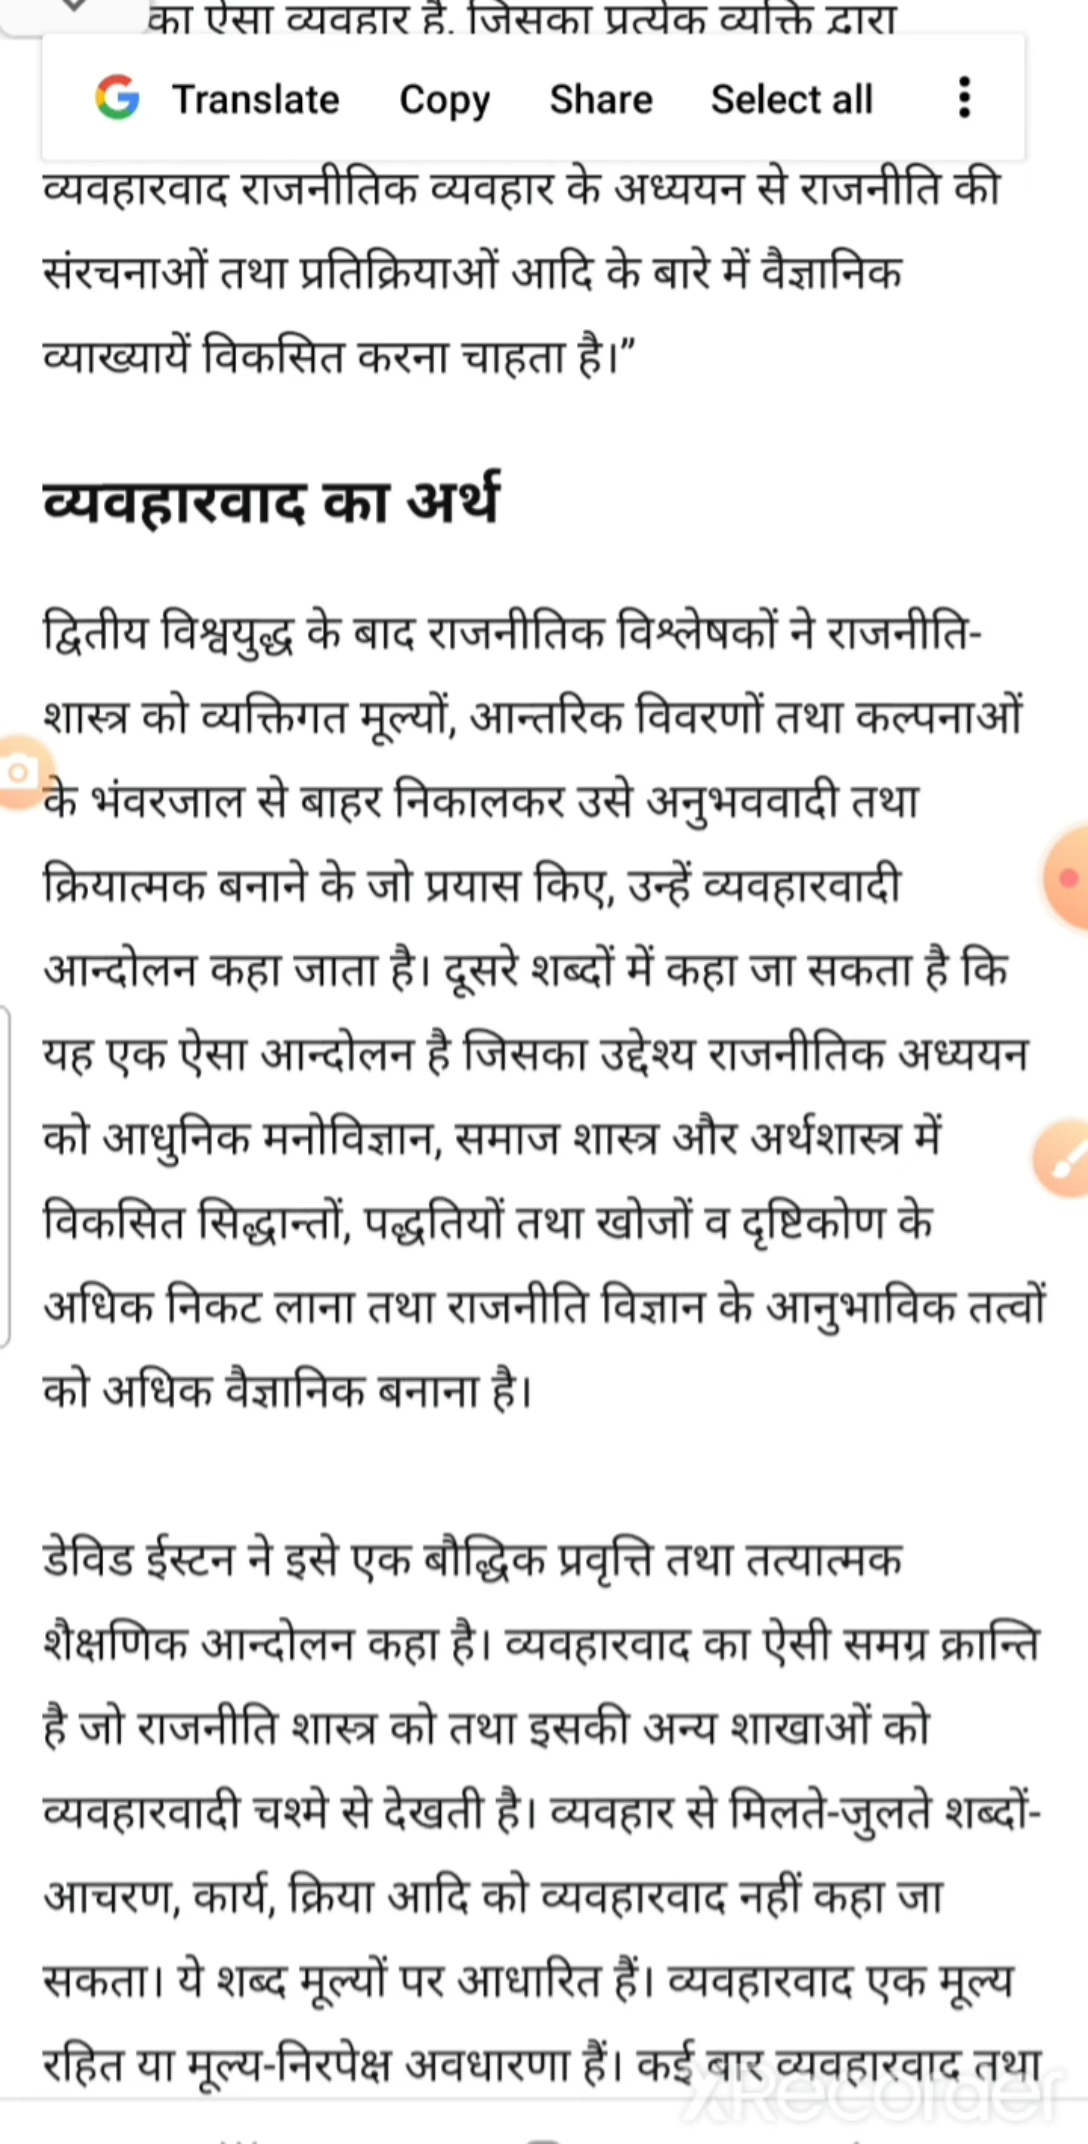 का ऐसा व्यवहार है, जिसका प्रत्येक व्यक्ति द्वारा
Translate Copy Share Select all
व्यवहारवाद राजनीतिक व्यवहार के अध्ययन से राजनीति की
संरचनाओं तथा प्रतिक्रियाओं आदि के बारे में वैज्ञानिक
व्याख्यायें विकसित करना चाहता है।”
व्यवहारवाद का अर्थ
द्वितीय विश्वयुद्ध के बाद राजनीतिक विश्लेषकों ने राजनीति-
शास्त्र को व्यक्तिगत मूल्यों, आन्तरिक विवरणों तथा कल्पनाओं
के भंवरजाल से बाहर निकालकर उसे अनुभववादी तथा
क्रियात्मक बनाने के जो प्रयास किए, उन्हें व्यवहारवादी
आन्दोलन कहा जाता है। दूसरे शब्दों में कहा जा सकता है कि
यह एक ऐसा आन्दोलन है जिसका उद्देश्य राजनीतिक अध्ययन
को आधुनिक मनोविज्ञान, समाज शास्त्र और अर्थशास्त्र में
विकसित सिद्धान्तों, पद्धतियों तथा खोजों व दृष्टिकोण के
अधिक निकट लाना तथा राजनीति विज्ञान के आनुभाविक तत्वों
को अधिक वैज्ञानिक बनाना है।
डेविड ईस्टन ने इसे एक बौद्धिक प्रवृत्ति तथा तत्यात्मक
शैक्षणिक आन्दोलन कहा है। व्यवहारवाद का ऐसी समग्र क्रान्ति
है जो राजनीति शास्त्र को तथा इसकी अन्य शाखाओं को
व्यवहारवादी चश्मे से देखती है। व्यवहार से मिलते-जुलते शब्दों-
आचरण, कार्य, क्रिया आदि को व्यवहारवाद नहीं कहा जा
सकता। ये शब्द मूल्यों पर आधारित हैं। व्यवहारवाद एक मूल्य
रहित या मूल्य-निरपेक्ष अवधारणा हैं। कई बार व्यवहारवाद तथा
XRecorder